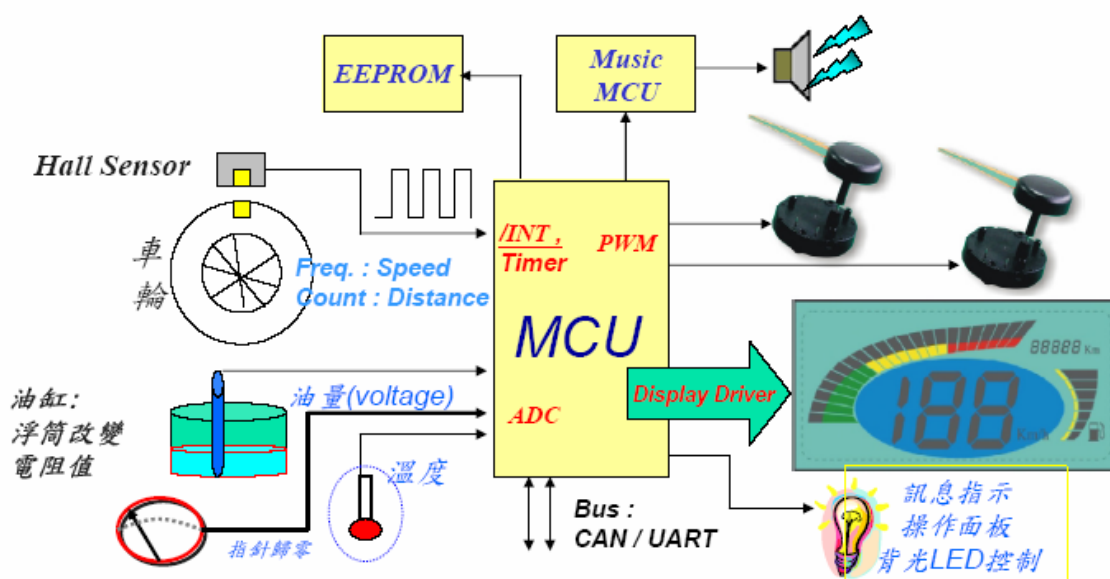 EEPROM
Music
MCU
Hall Sensor
車
輪
/INT ,
Timer
PWM
Freq. : Speed
Count : Distance
MCU
88888 Km
188
Km/h
油缸:
浮筒改變
電阻值
油量(voltage)
ADC
Display Driver
溫度
指針歸零
Bus :
CAN / UART
訊息指示
操作面板
背光LED控制